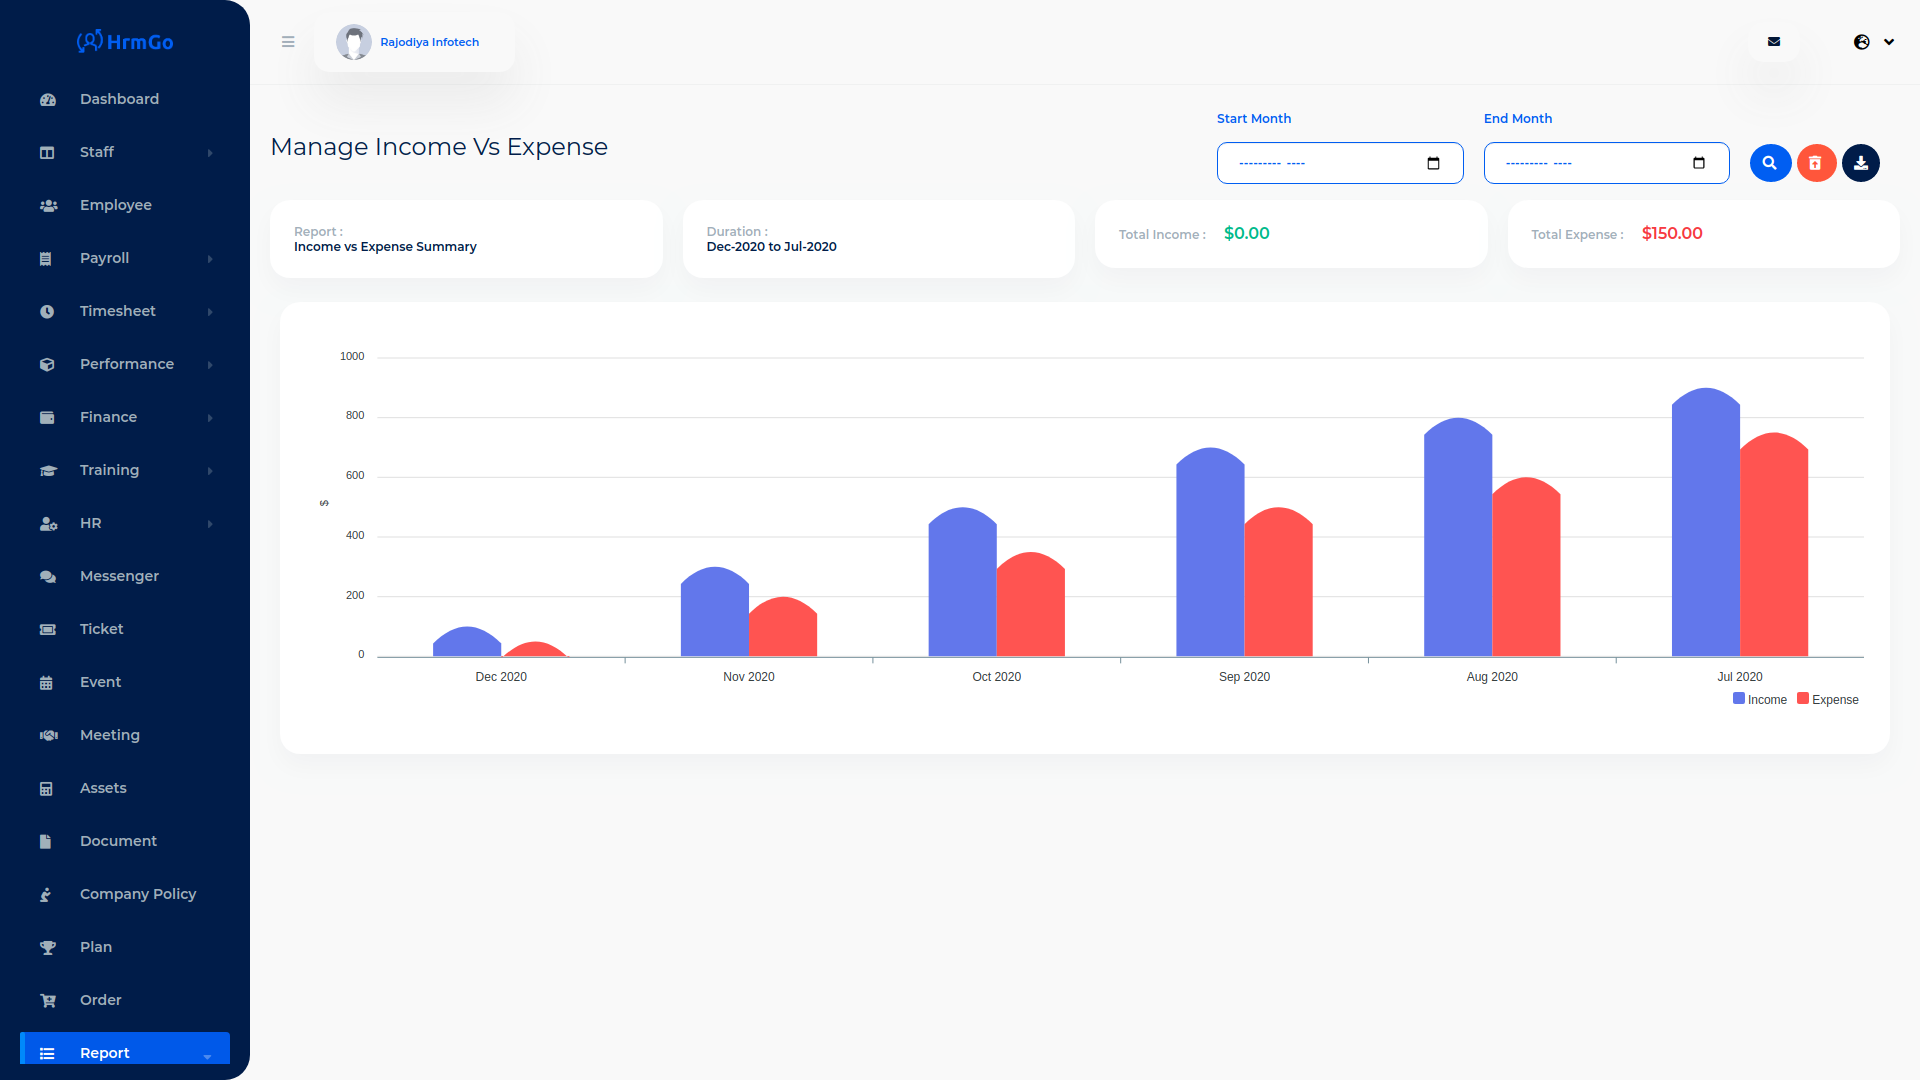 HrmGo
Dashboard
Staff
Employee
Payroll
Timesheet
Performance
Finance
Training
HR
Messenger
Ticket
Event
Meeting
Assets
Document
Company Policy
Plan
Order
Report
Rajodiya Infotech
Manage Income Vs Expense
Start Month
End Month
--------- ----
--------- ----
Report :
Income vs Expense Summary
Duration :
Dec-2020 to Jul-2020
Total Income : $0.00
Total Expense : $150.00
1000
800
600
400
200
0
$
Dec 2020
Nov 2020
Oct 2020
Sep 2020
Aug 2020
Jul 2020
Income
Expense